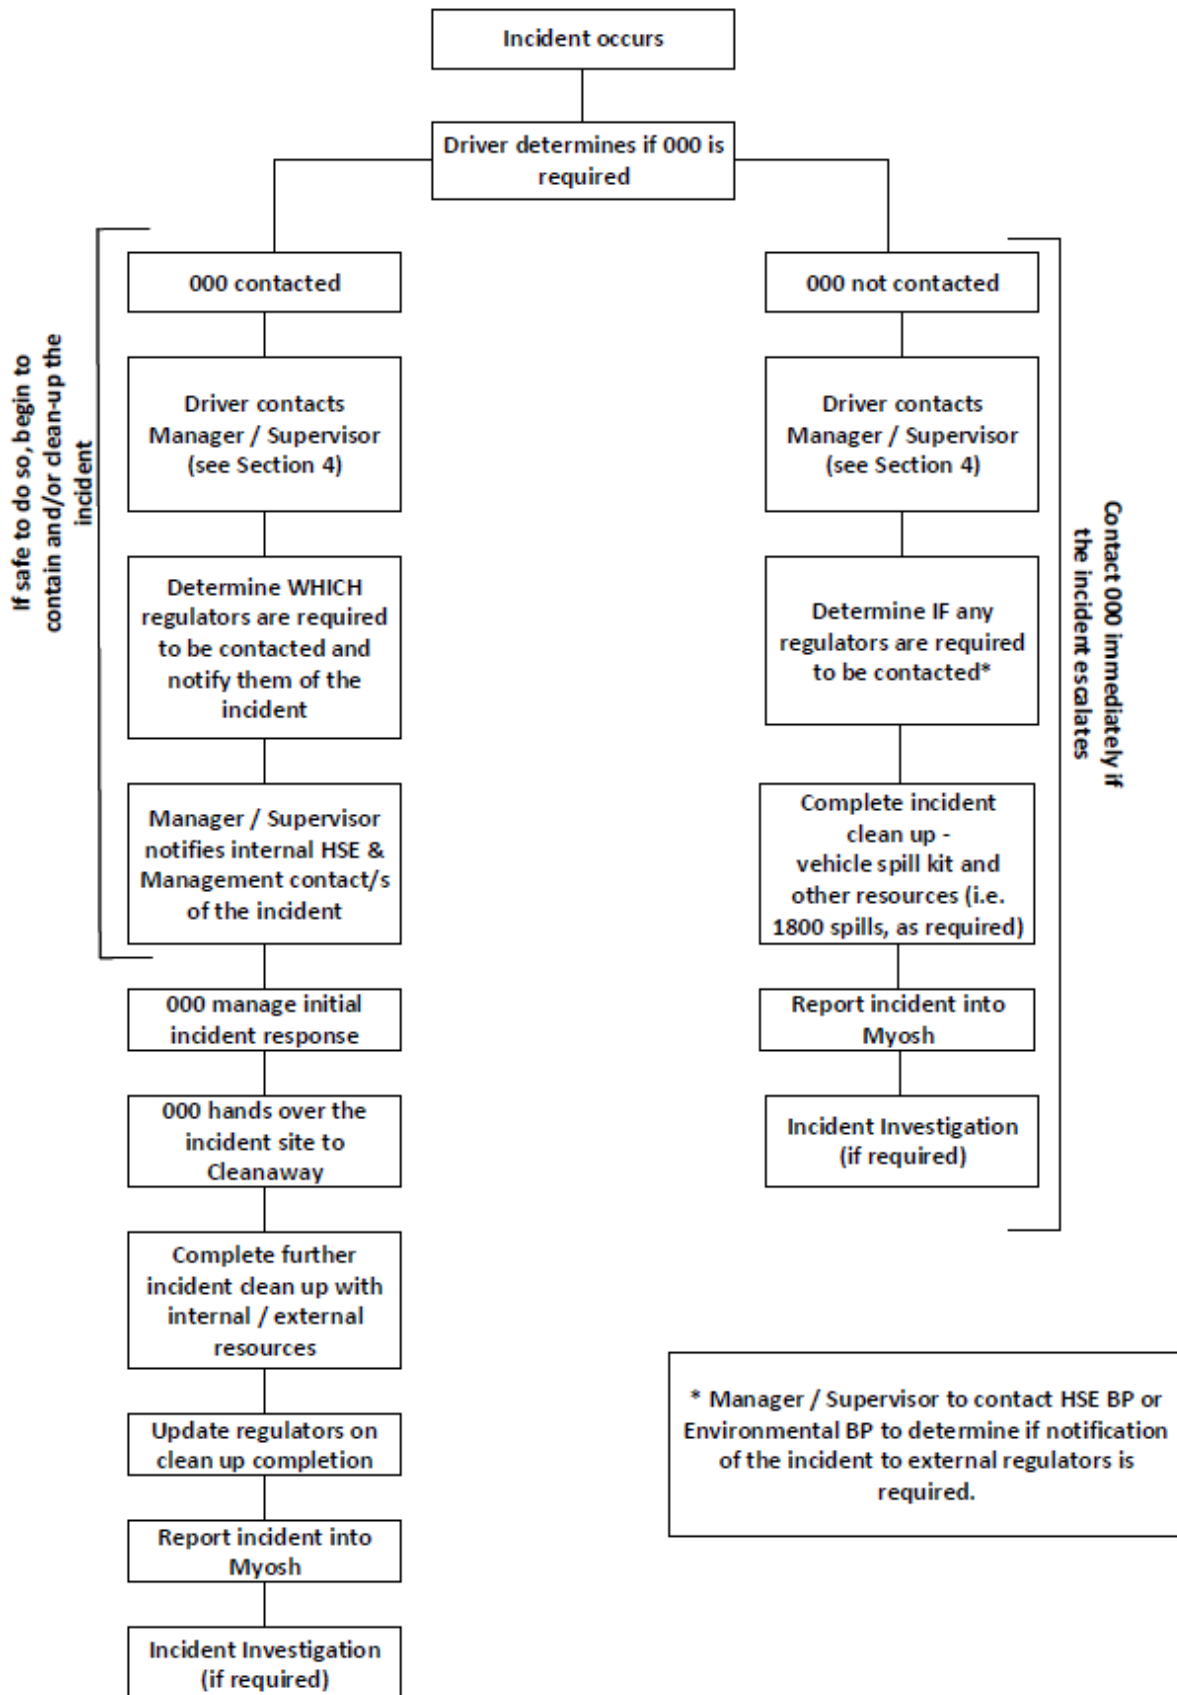 Incident occurs
Driver determines if 000 is
required
If safe to do so, begin to
contain and/or clean-up the
incident
000 contacted
Driver contacts
Manager / Supervisor
(see Section 4)
Determine WHICH
regulators are required
to be contacted and
notify them of the
incident
Manager / Supervisor
notifies internal HSE &
Management contact/s
of the incident
000 manage initial
incident response
000 hands over the
incident site to
Cleanaway
Complete further
incident clean up with
internal / external
resources
Update regulators on
clean up completion
Report incident into
Myosh
Incident Investigation
(if required)
000 not contacted
Driver contacts
Manager / Supervisor
(see Section 4)
Determine IF any
regulators are required
to be contacted*
Complete incident
clean up -
vehicle spill kit and
other resources (i.e.
1800 spills, as required)
Report incident into
Myosh
Incident Investigation
(if required)
Contact 000 immediately if
the incident escalates
* Manager / Supervisor to contact HSE BP or
Environmental BP to determine if notification
of the incident to external regulators is
required.